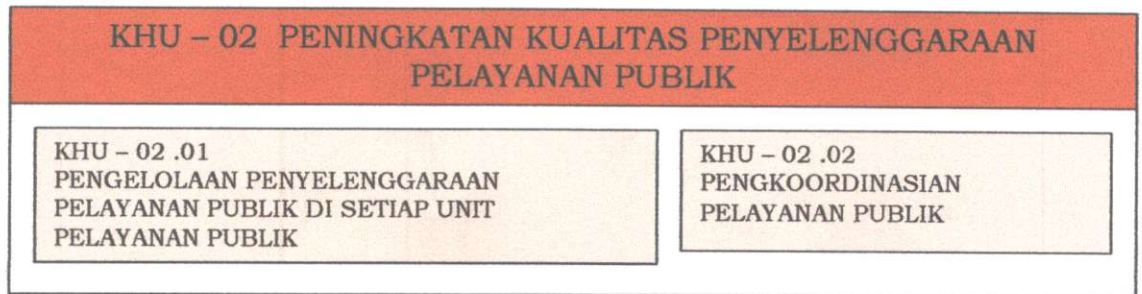 KHU – 02 PENINGKATAN KUALITAS PENYELENGGARAAN
PELAYANAN PUBLIK
KHU – 02 .01
PENGELOLAAN PENYELENGGARAAN
PELAYANAN PUBLIK DI SETIAP UNIT
PELAYANAN PUBLIK
KHU – 02 .02
PENGKOORDINASIAN
PELAYANAN PUBLIK